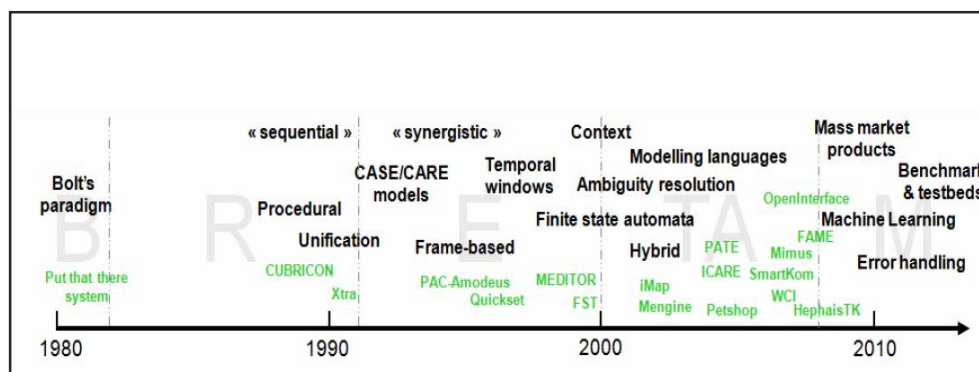 « sequential »
« synergistic »
Context
Mass market
products
Modelling languages
Bolt's
paradigm
CASE/CARE
models
Temporal
windows
Ambiguity resolution
Benchmark
& testbeds
OpenInterface
Procedural
Finite state automata
Machine Learning
Unification
Frame-based
Hybrid
PATE
FAME
Mimus
Error handling
Put that there
system
CUBRICON
Xtra
PAC-Amodeus
Quickset
MEDITOR
FST
iMap
Mengine
ICARE
SmartKom
WCI
Petshop
HephaisTK
B R E TA M
1980
1990
2000
2010